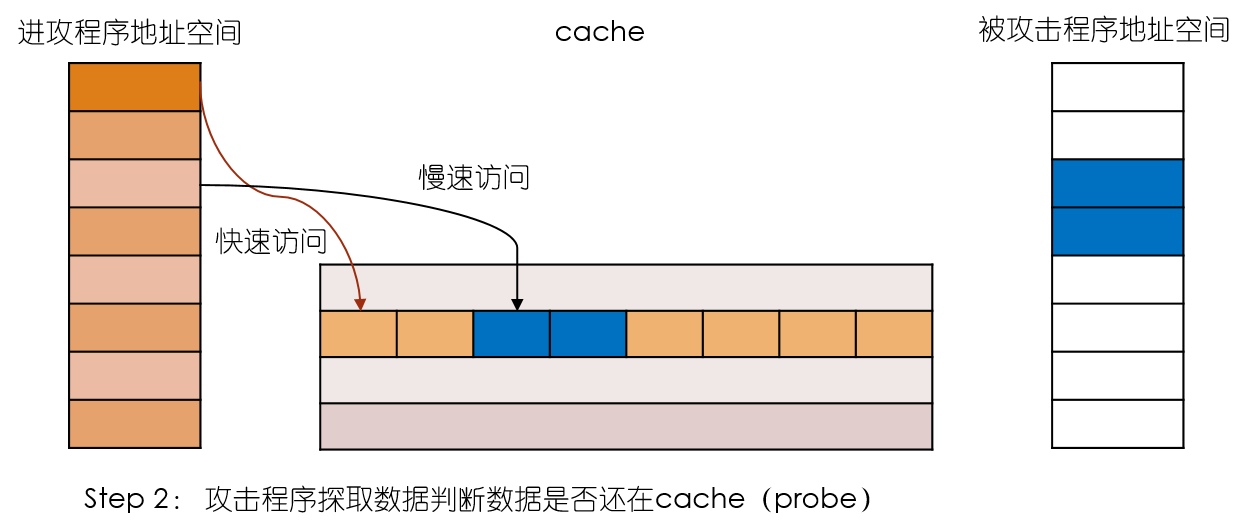 进攻程序地址空间
cache
被攻击程序地址空间
慢速访问
快速访问
Step 2： 攻击程序探取数据判断数据是否还在cache（probe）